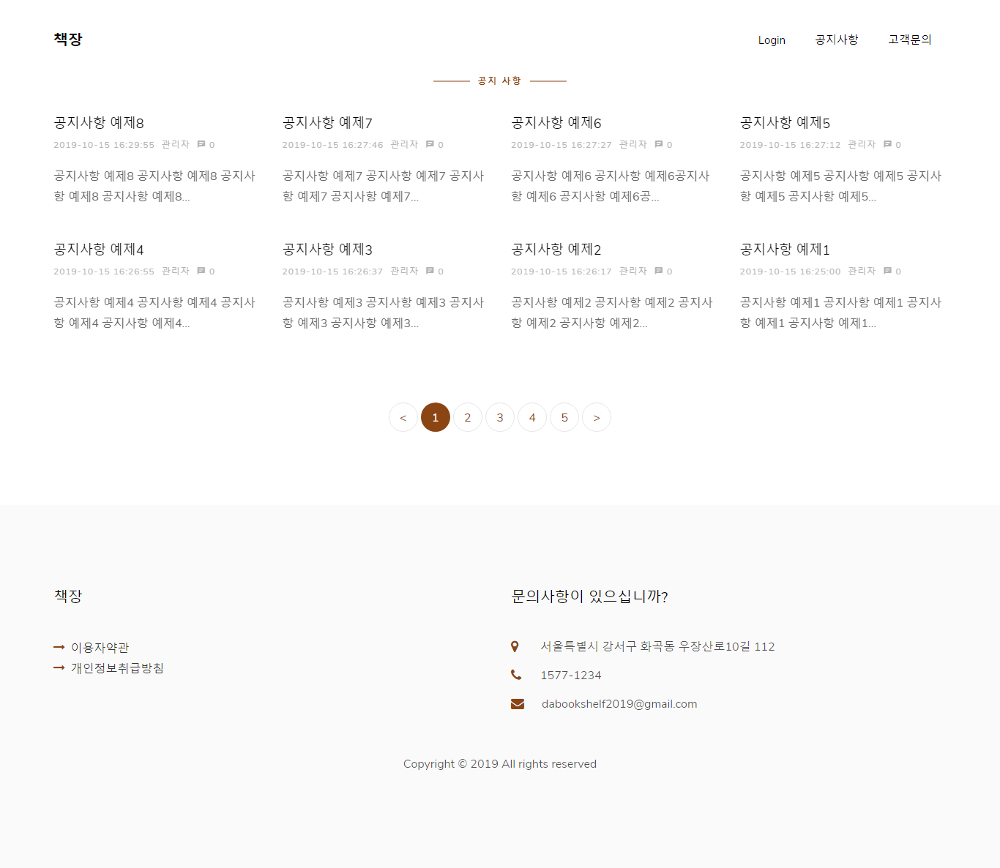 책장
Login 공지사항 고객문의
공지 사항
공지사항 예제8
2019-10-15 16:29:55 관리자 0
공지사항 예제8 공지사항 예제8 공지사
항 예제8 공지사항 예제8...
공지사항 예제7
2019-10-15 16:27:46 관리자 0
공지사항 예제7 공지사항 예제7 공지사
항 예제7 공지사항 예제7...
공지사항 예제6
2019-10-15 16:27:27 관리자 0
공지사항 예제6 공지사항 예제6공지사
항 예제6 공지사항 예제6공...
공지사항 예제5
2019-10-15 16:27:12 관리자 0
공지사항 예제5 공지사항 예제5 공지사
항 예제5 공지사항 예제5...
공지사항 예제4
2019-10-15 16:26:55 관리자 0
공지사항 예제4 공지사항 예제4 공지사
항 예제4 공지사항 예제4...
공지사항 예제3
2019-10-15 16:26:37 관리자 0
공지사항 예제3 공지사항 예제3 공지사
항 예제3 공지사항 예제3...
공지사항 예제2
2019-10-15 16:26:17 관리자 0
공지사항 예제2 공지사항 예제2 공지사
항 예제2 공지사항 예제2...
공지사항 예제1
2019-10-15 16:25:00 관리자 0
공지사항 예제1 공지사항 예제1 공지사
항 예제1 공지사항 예제1...
< 1 2 3 4 5 >
책장
이용자약관
개인정보취급방침
문의사항이 있으십니까?
서울특별시 강서구 화곡동 우장산로10길 112
1577-1234
dabookshelf2019@gmail.com
Copyright © 2019 All rights reserved